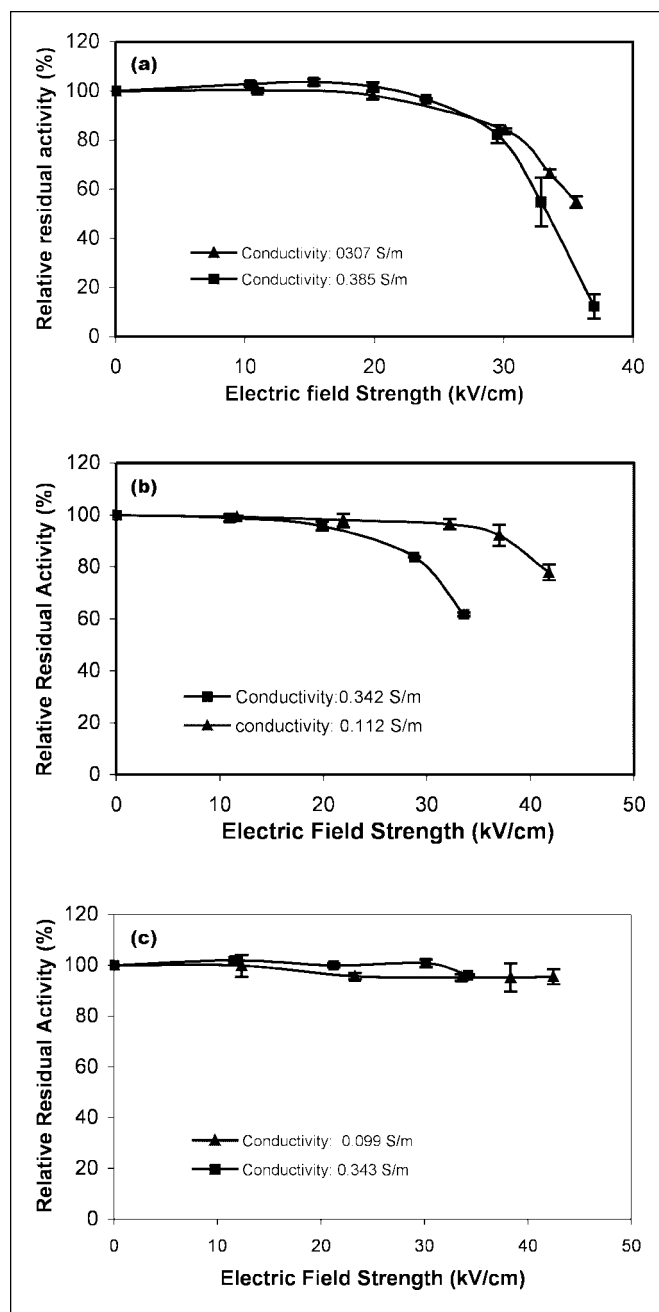 (a)
Relative residual activity (%)
120
100
80
60
40
20
0
Conductivity: 0307 S/m
Conductivity: 0.385 S/m
0 10 20 30 40
Electric field Strength (kV/cm)
(b)
Relative Residual Activity (%)
120
100
80
60
40
20
0
Conductivity:0.342 S/m
conductivity: 0.112 S/m
0 10 20 30 40 50
Electric Field Strength (kV/cm)
(c)
Relative Residual Activity (%)
120
100
80
60
40
20
0
Conductivity: 0.099 S/m
Conductivity: 0.343 S/m
0 10 20 30 40 50
Electric Field Strength (kV/cm)